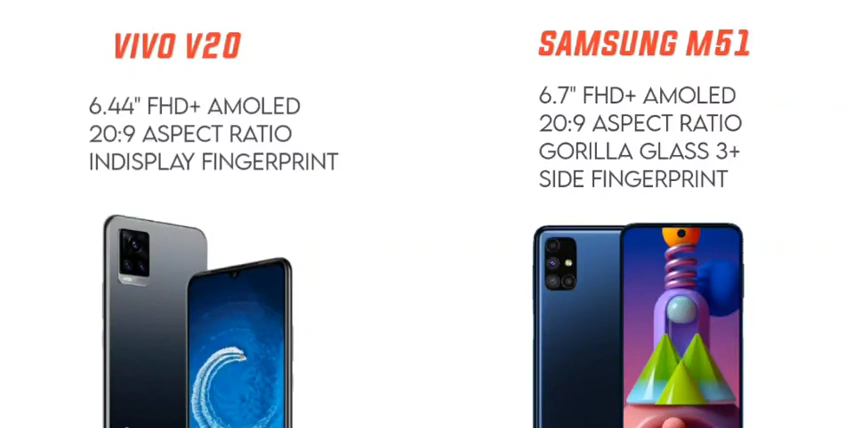 VIVO V20
6.44" FHD+ AMOLED
20:9 ASPECT RATIO
INDISPLAY FINGERPRINT
SAMSUNG M51
6.7" FHD+ AMOLED
20:9 ASPECT RATIO
GORILLA GLASS 3+
SIDE FINGERPRINT